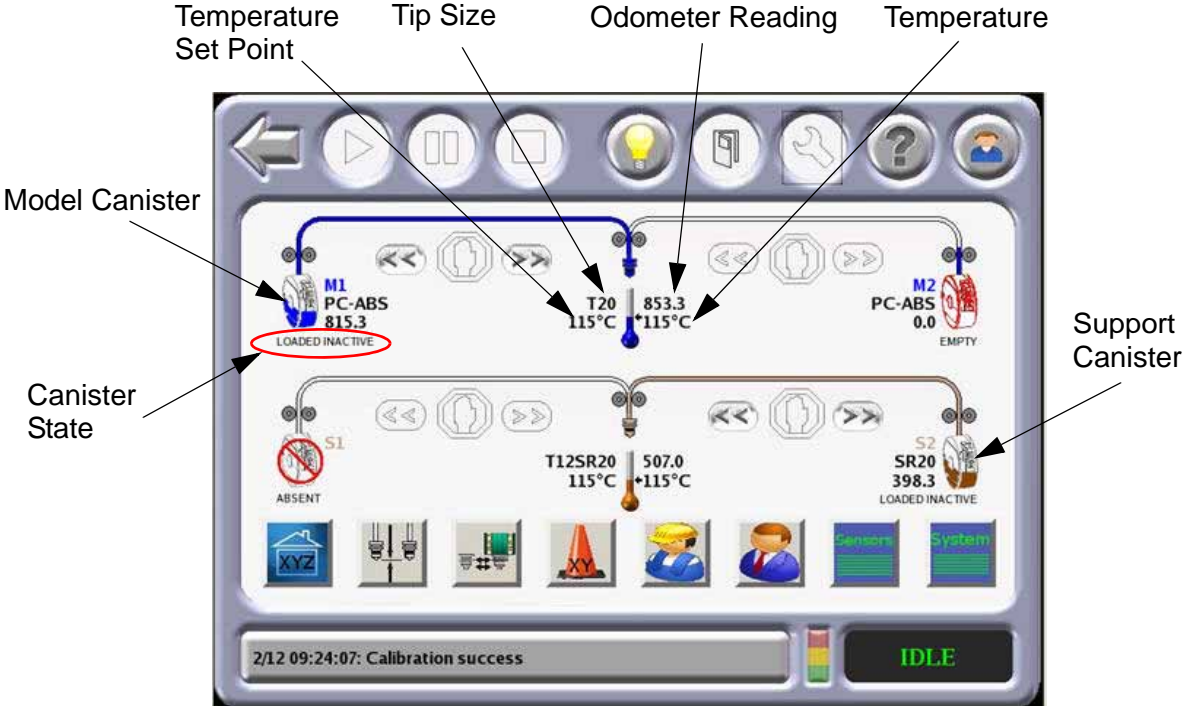 Temperature
Set Point
Tip Size
Odometer Reading
Temperature
Model Canister
M1
PC-ABS
815.3
LOADED INACTIVE
T20
853.3
115°C
115°C
M2
PC-ABS
0.0
EMPTY
Support
Canister
Canister
State
S1
ABSENT
T12SR20
507.0
115°C
115°C
S2
SR20
398.3
LOADED INACTIVE
XYZ
XY
Sensors
System
2/12 09:24:07: Calibration success
IDLE